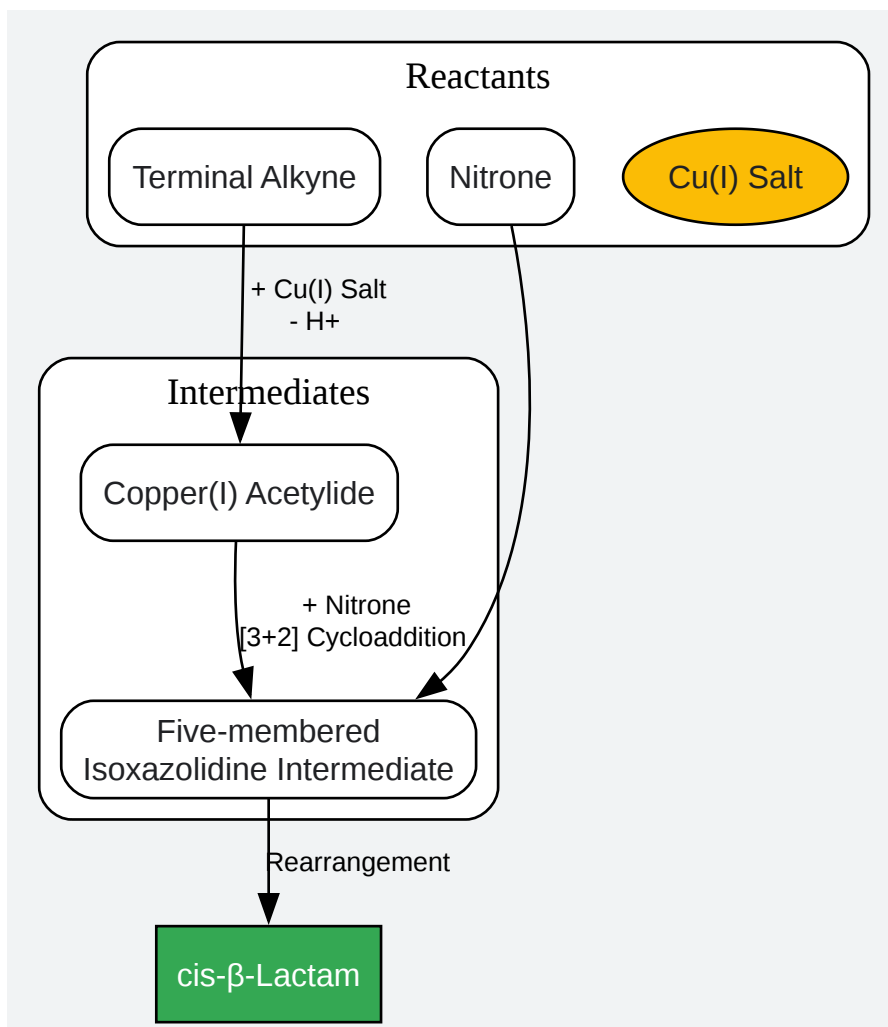 Reactants
Terminal Alkyne
Nitrone
Cu(I) Salt
+ Cu(I) Salt
- H+
Intermediates
Copper(I) Acetylide
+ Nitrone
[3+2] Cycloaddition
Five-membered
Isoxazolidine Intermediate
Rearrangement
cis-β-Lactam